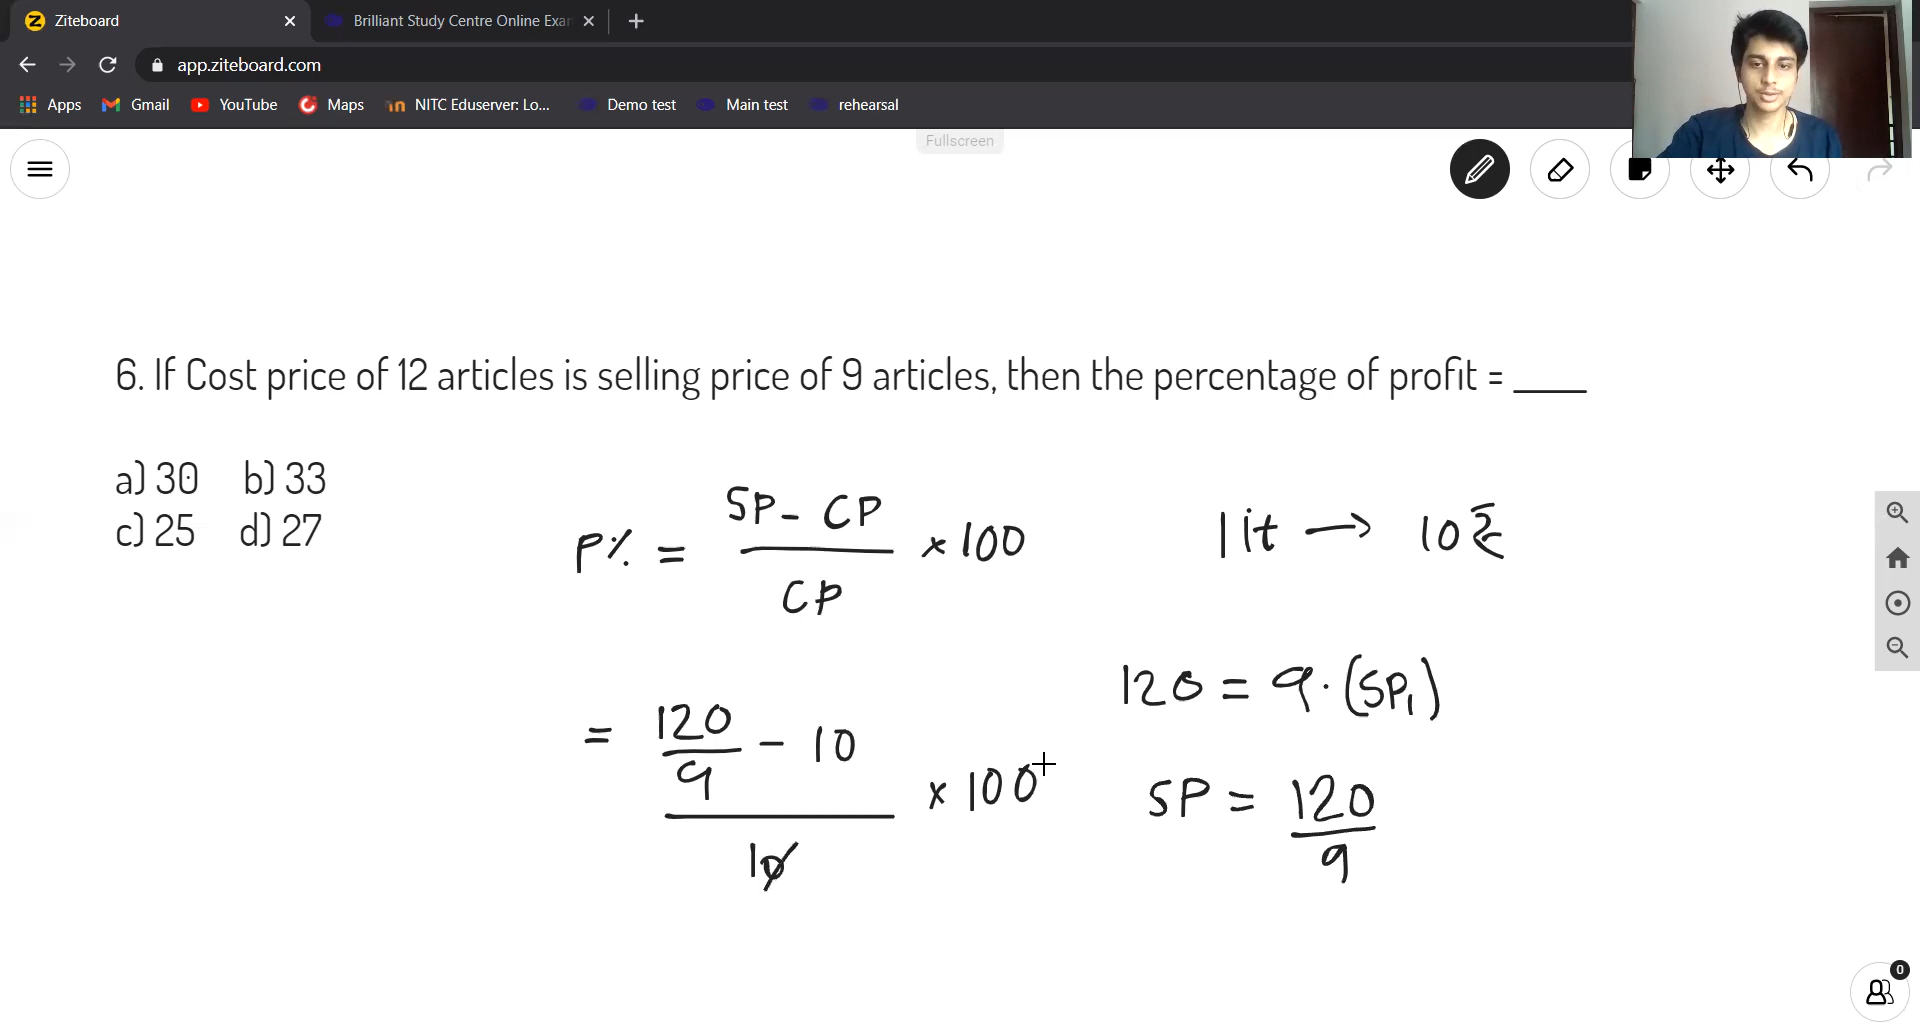 Ziteboard
Brilliant Study Centre Online Exa
app.ziteboard.com
Apps Gmail YouTube Maps NITC Eduserver: Lo... Demo test Main test rehearsal
Fullscreen
6. If Cost price of 12 articles is selling price of 9 articles, then the percentage of profit = ____
a) 30 b) 33
c) 25 d) 27
P% = SP - CP / CP × 100
1 lit → 10₹
120 = 9 · (SP₁)
= 120/9 - 10 / 10 × 100
SP = 120/9
0